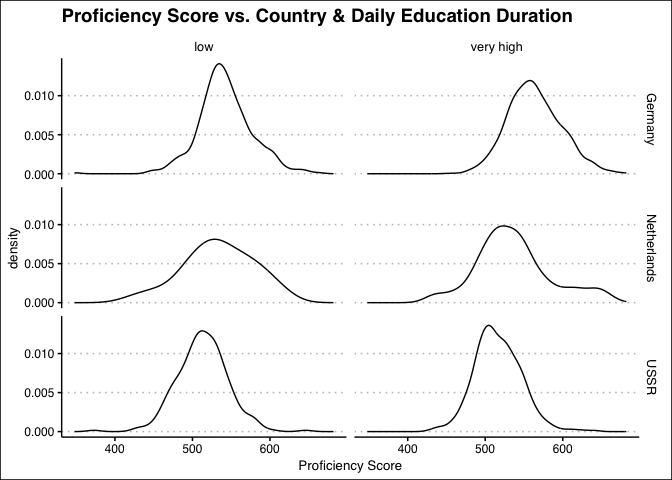 Proficiency Score vs. Country & Daily Education Duration
low
very high
0.010
0.005
0.000
Germany
0.010
0.005
0.000
Netherlands
0.010
0.005
0.000
USSR
density
400
500
600
400
500
600
Proficiency Score